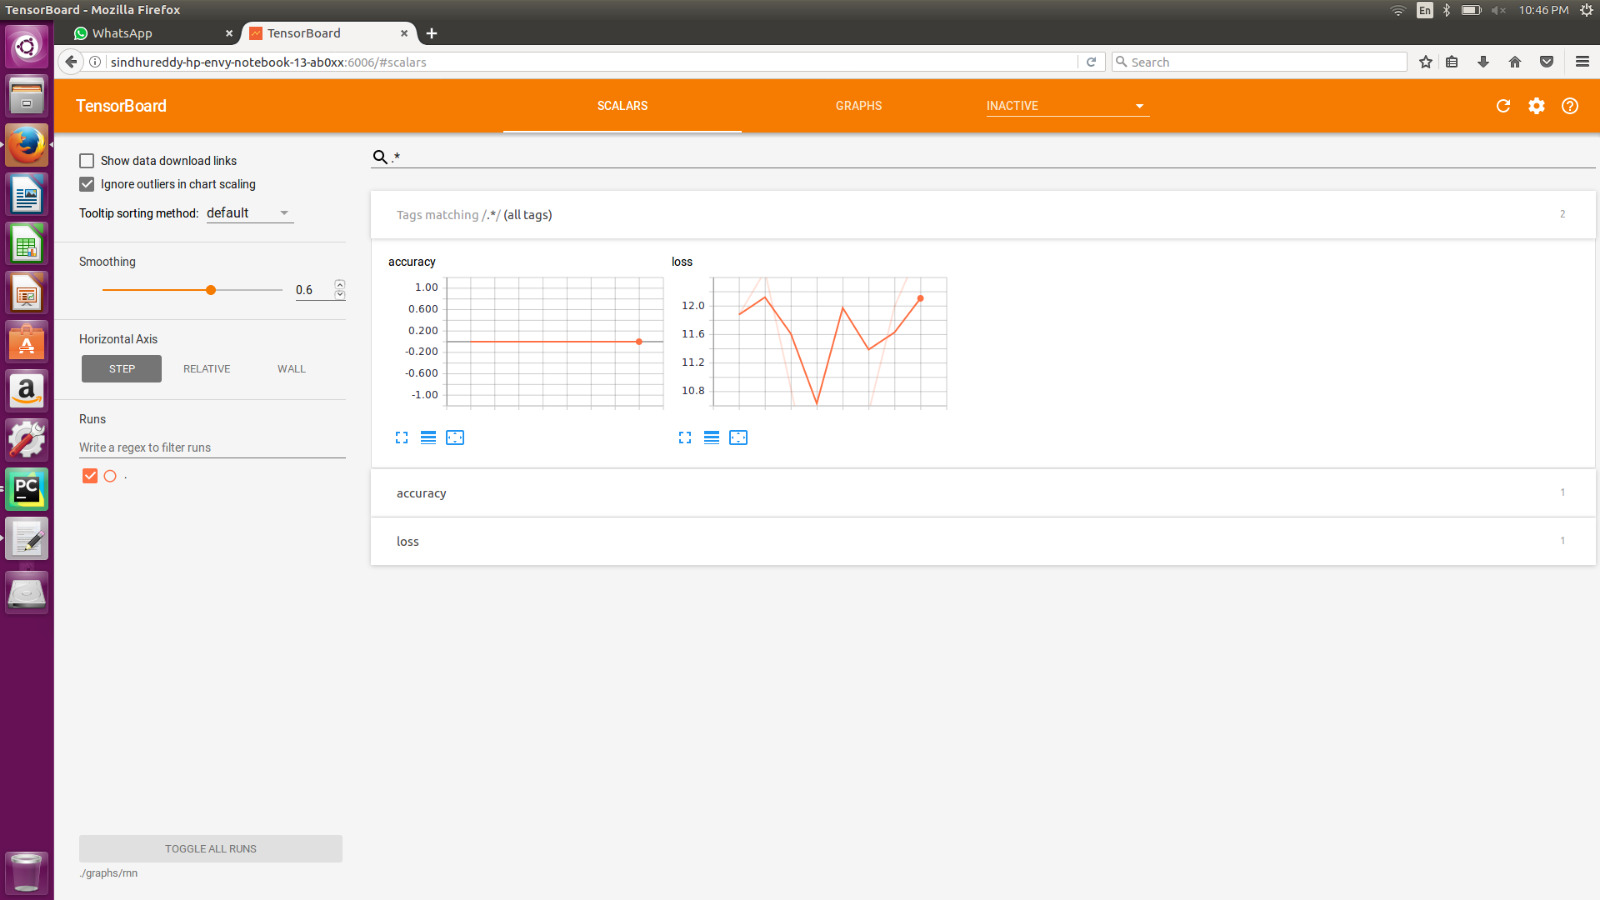 TensorBoard - Mozilla Firefox
En
10:46 PM
WhatsApp
TensorBoard
sindhureddy-hp-envy-notebook-13-ab0xx:6006/#scalars
Search
TensorBoard
SCALARS
GRAPHS
INACTIVE
Show data download links
Ignore outliers in chart scaling
Tooltip sorting method: default
Smoothing
0.6
Horizontal Axis
STEP
RELATIVE
WALL
Runs
Write a regex to filter runs
.
TOGGLE ALL RUNS
./graphs/rnn
.*
Tags matching /.*/ (all tags)
2
accuracy
1.00
0.600
0.200
-0.200
-0.600
-1.00
loss
12.0
11.6
11.2
10.8
accuracy
1
loss
1
a
PC